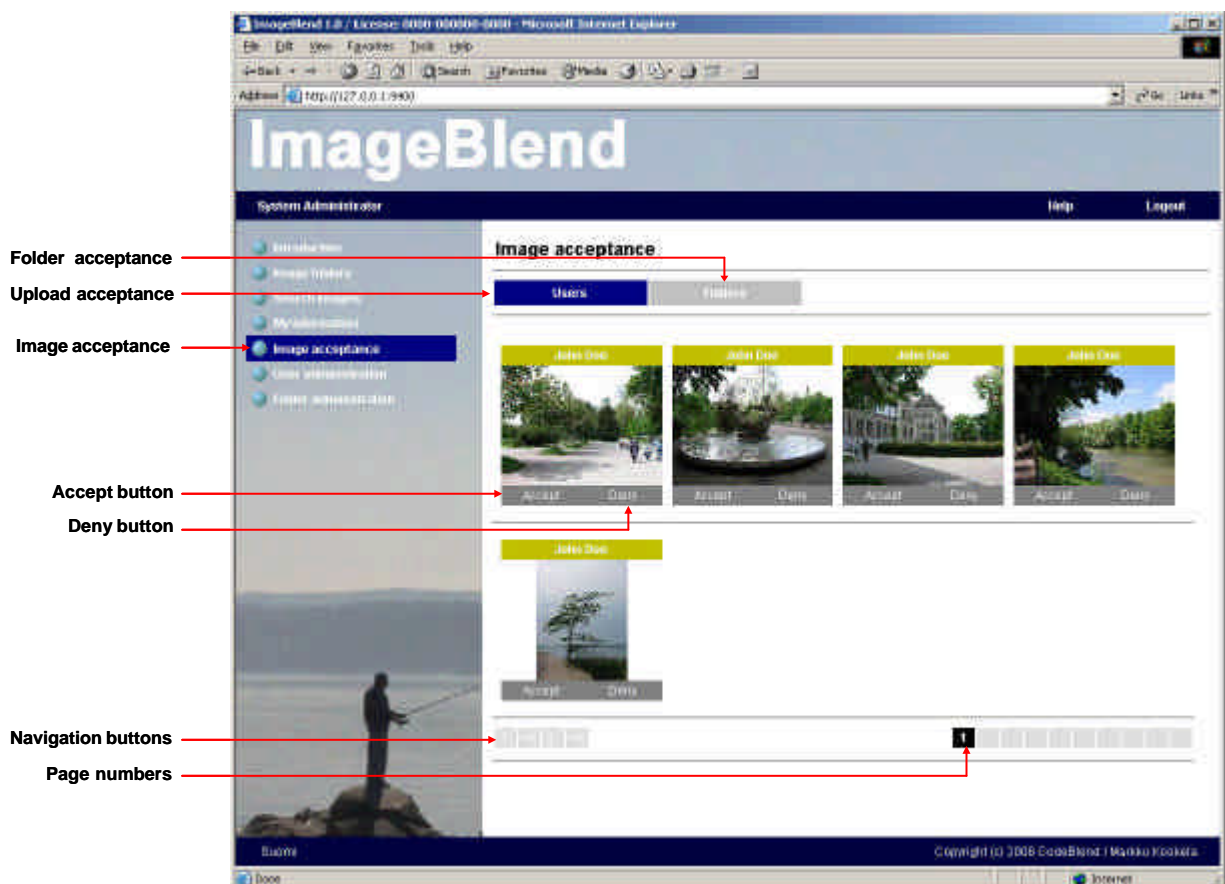 ImageBlend 1.0 / License: 0000-000000-0000 - Microsoft Internet Explorer
File Edit View Favorites Tools Help
Back Search Favorites Media
Address http://127.0.0.1:9400/ Go Links
ImageBlend
System Administrator Help Logout
Introduction
Image folders
Search images
My information
Image acceptance
User administration
Folder administration
Image acceptance
Users Folders
John Doe John Doe John Doe John Doe
Accept Deny Accept Deny Accept Deny Accept Deny
John Doe
Accept Deny
1
Suomi
Done Internet
Folder acceptance
Upload acceptance
Image acceptance
Accept button
Deny button
Navigation buttons
Page numbers
Copyright (c) 2006 CodeBlend / Markku